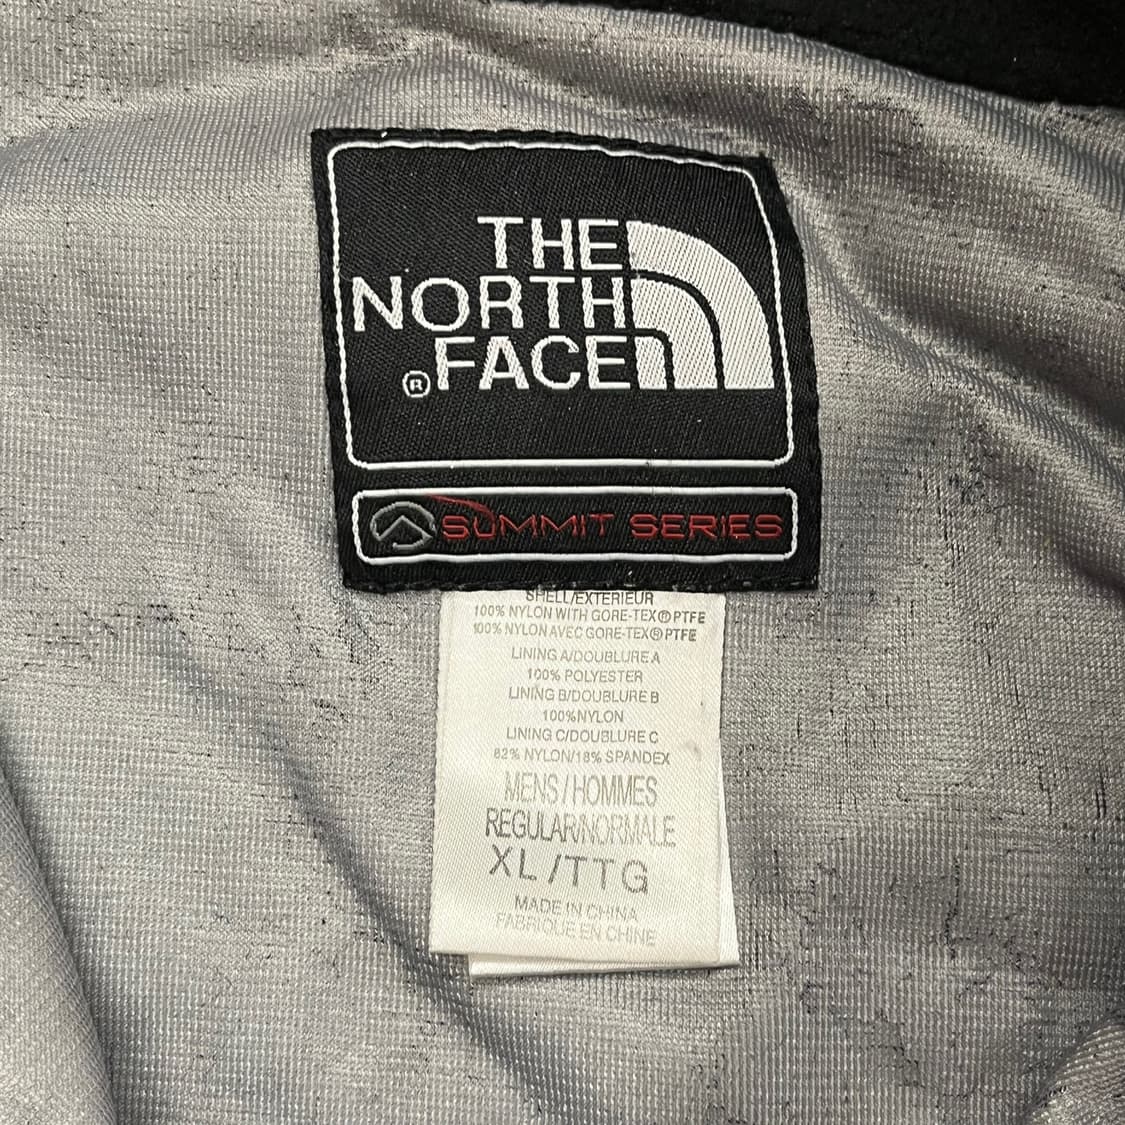 THE
NORTH
®FACE
SUMMIT SERIES
SHELL/EXTERIEUR
100% NYLON WITH GORE-TEX® PTFE
100% NYLON AVEC GORE-TEX® PTFE
LINING A/DOUBLURE A
100% POLYESTER
LINING B/DOUBLURE B
100%NYLON
LINING C/DOUBLURE C
82% NYLON/18% SPANDEX
MENS/HOMMES
REGULAR/NORMALE
XL/TTG
MADE IN CHINA
FABRIQUE EN CHINE